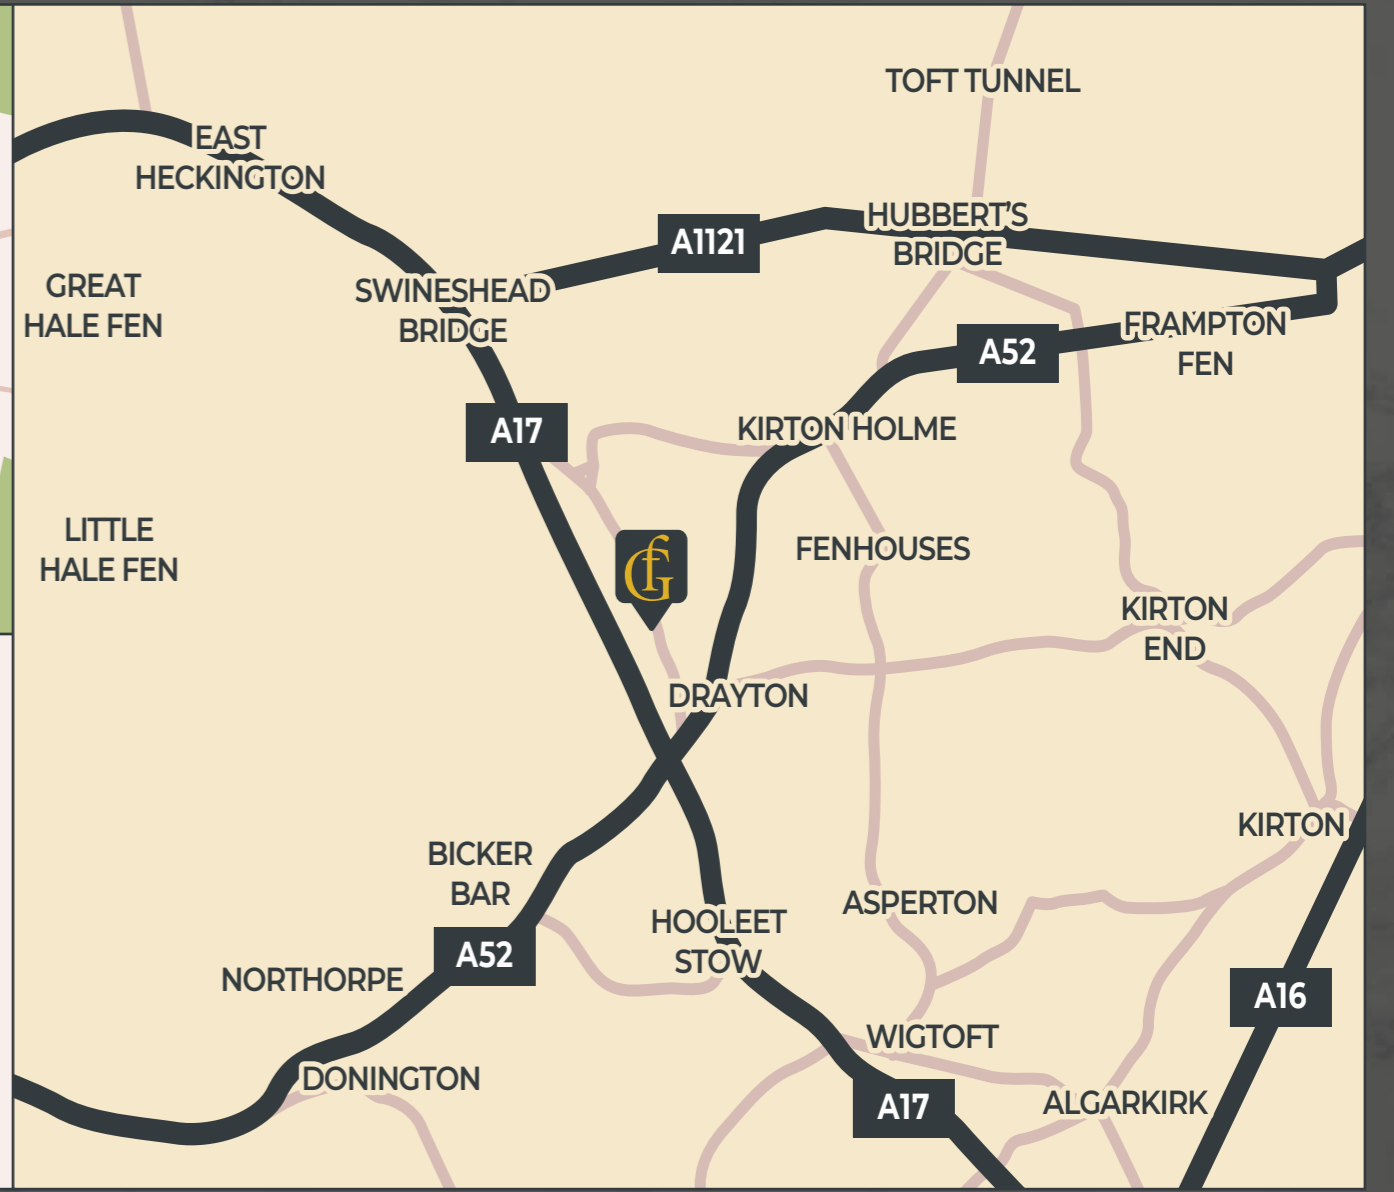 TOFT TUNNEL
EAST
HECKINGTON
HUBBERT'S
BRIDGE
A1121
GREAT
HALE FEN
SWINESHEAD
BRIDGE
FRAMPTON
FEN
A52
A17
KIRTON HOLME
LITTLE
HALE FEN
FENHOUSES
fG
KIRTON
END
DRAYTON
KIRTON
BICKER
BAR
HOOLEET
STOW
ASPERTON
A52
NORTHORPE
A16
WIGTOFT
DONINGTON
A17
ALGARKIRK